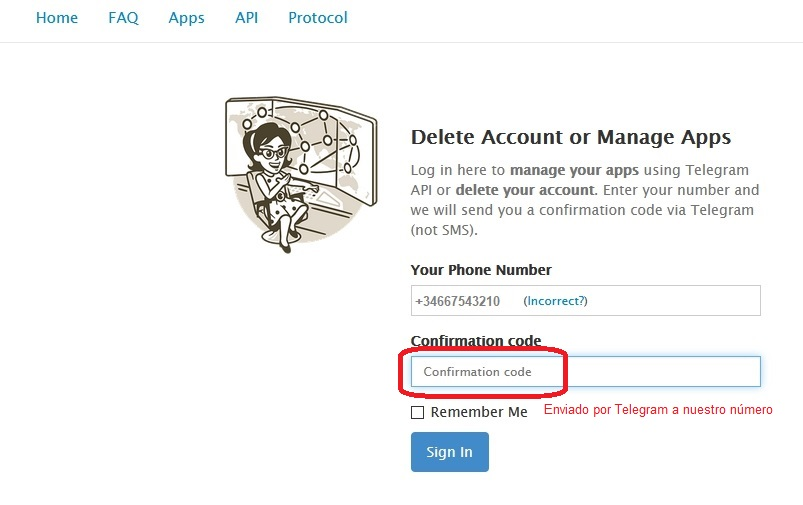 Home FAQ Apps API Protocol
Delete Account or Manage Apps
Log in here to manage your apps using Telegram
API or delete your account. Enter your number and
we will send you a confirmation code via Telegram
(not SMS).
Your Phone Number
+34667543210 (Incorrect?)
Confirmation code
Confirmation code
Remember Me Enviado por Telegram a nuestro número
Sign In